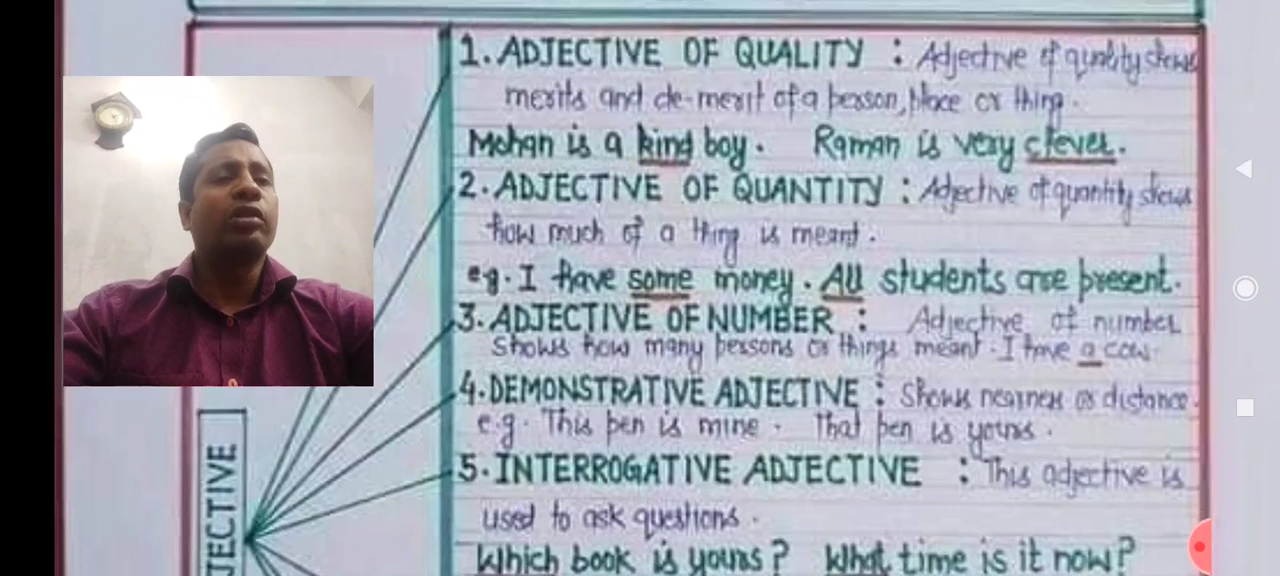 1. ADJECTIVE OF QUALITY : Adjective of quality shows
merits and de-merit of a person, place or thing.
Mohan is a kind boy. Raman is very clever.
2. ADJECTIVE OF QUANTITY : Adjective of quantity shows
how much of a thing is meant.
eg. I have some money. All students are present.
3. ADJECTIVE OF NUMBER : Adjective of number
shows how many persons or things meant. I have a cow.
4. DEMONSTRATIVE ADJECTIVE : Shows nearness or distance.
e.g. This pen is mine. That pen is yours.
5. INTERROGATIVE ADJECTIVE : This adjective is
used to ask questions.
Which book is yours? What time is it now?
JECTIVE